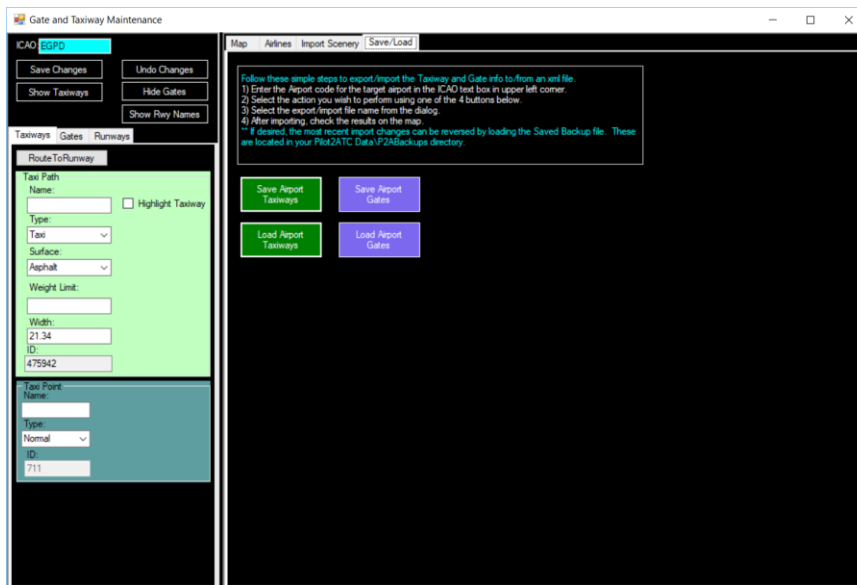 Gate and Taxiway Maintenance
ICAO: EGPD
Save Changes
Undo Changes
Show Taxiways
Hide Gates
Show Rwy Names
Taxiways Gates Runways
RouteToRunway
Taxi Path
Name:
Highlight Taxiway
Type:
Taxi
Surface:
Asphalt
Weight Limit:
Width:
21.34
ID:
475942
Taxi Point
Name:
Type:
Normal
ID:
711
Map Airlines Import Scenery Save/Load
Follow these simple steps to export/import the Taxiway and Gate info to/from an xml file.
1) Enter the Airport code for the target airport in the ICAO text box in upper left corner.
2) Select the action you wish to perform using one of the 4 buttons below.
3) Select the export/import file name from the dialog.
4) After importing, check the results on the map.
** If desired, the most recent import changes can be reversed by loading the Saved Backup file. These
are located in your Pilot2ATC Data\P2ABackups directory.
Save Airport
Taxiways
Save Airport
Gates
Load Airport
Taxiways
Load Airport
Gates